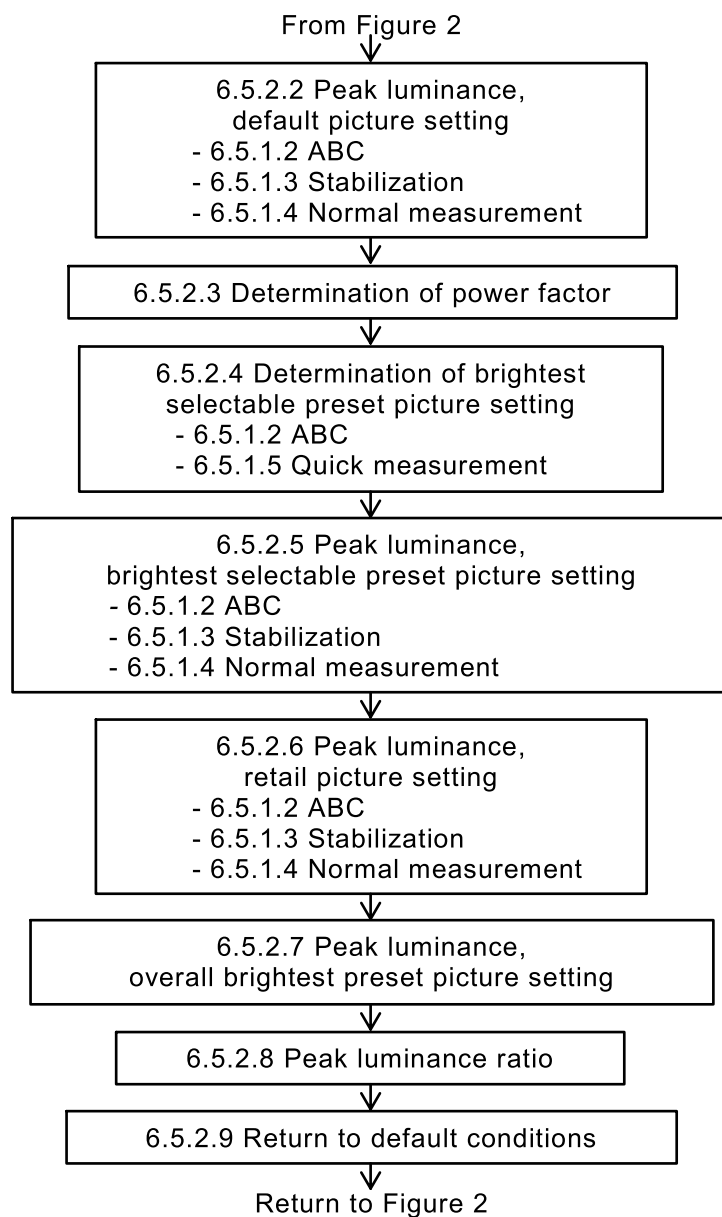 From Figure 2
6.5.2.2 Peak luminance,
default picture setting
- 6.5.1.2 ABC
- 6.5.1.3 Stabilization
- 6.5.1.4 Normal measurement
6.5.2.3 Determination of power factor
6.5.2.4 Determination of brightest
selectable preset picture setting
- 6.5.1.2 ABC
- 6.5.1.5 Quick measurement
6.5.2.5 Peak luminance,
brightest selectable preset picture setting
- 6.5.1.2 ABC
- 6.5.1.3 Stabilization
- 6.5.1.4 Normal measurement
6.5.2.6 Peak luminance,
retail picture setting
- 6.5.1.2 ABC
- 6.5.1.3 Stabilization
- 6.5.1.4 Normal measurement
6.5.2.7 Peak luminance,
overall brightest preset picture setting
6.5.2.8 Peak luminance ratio
6.5.2.9 Return to default conditions
Return to Figure 2